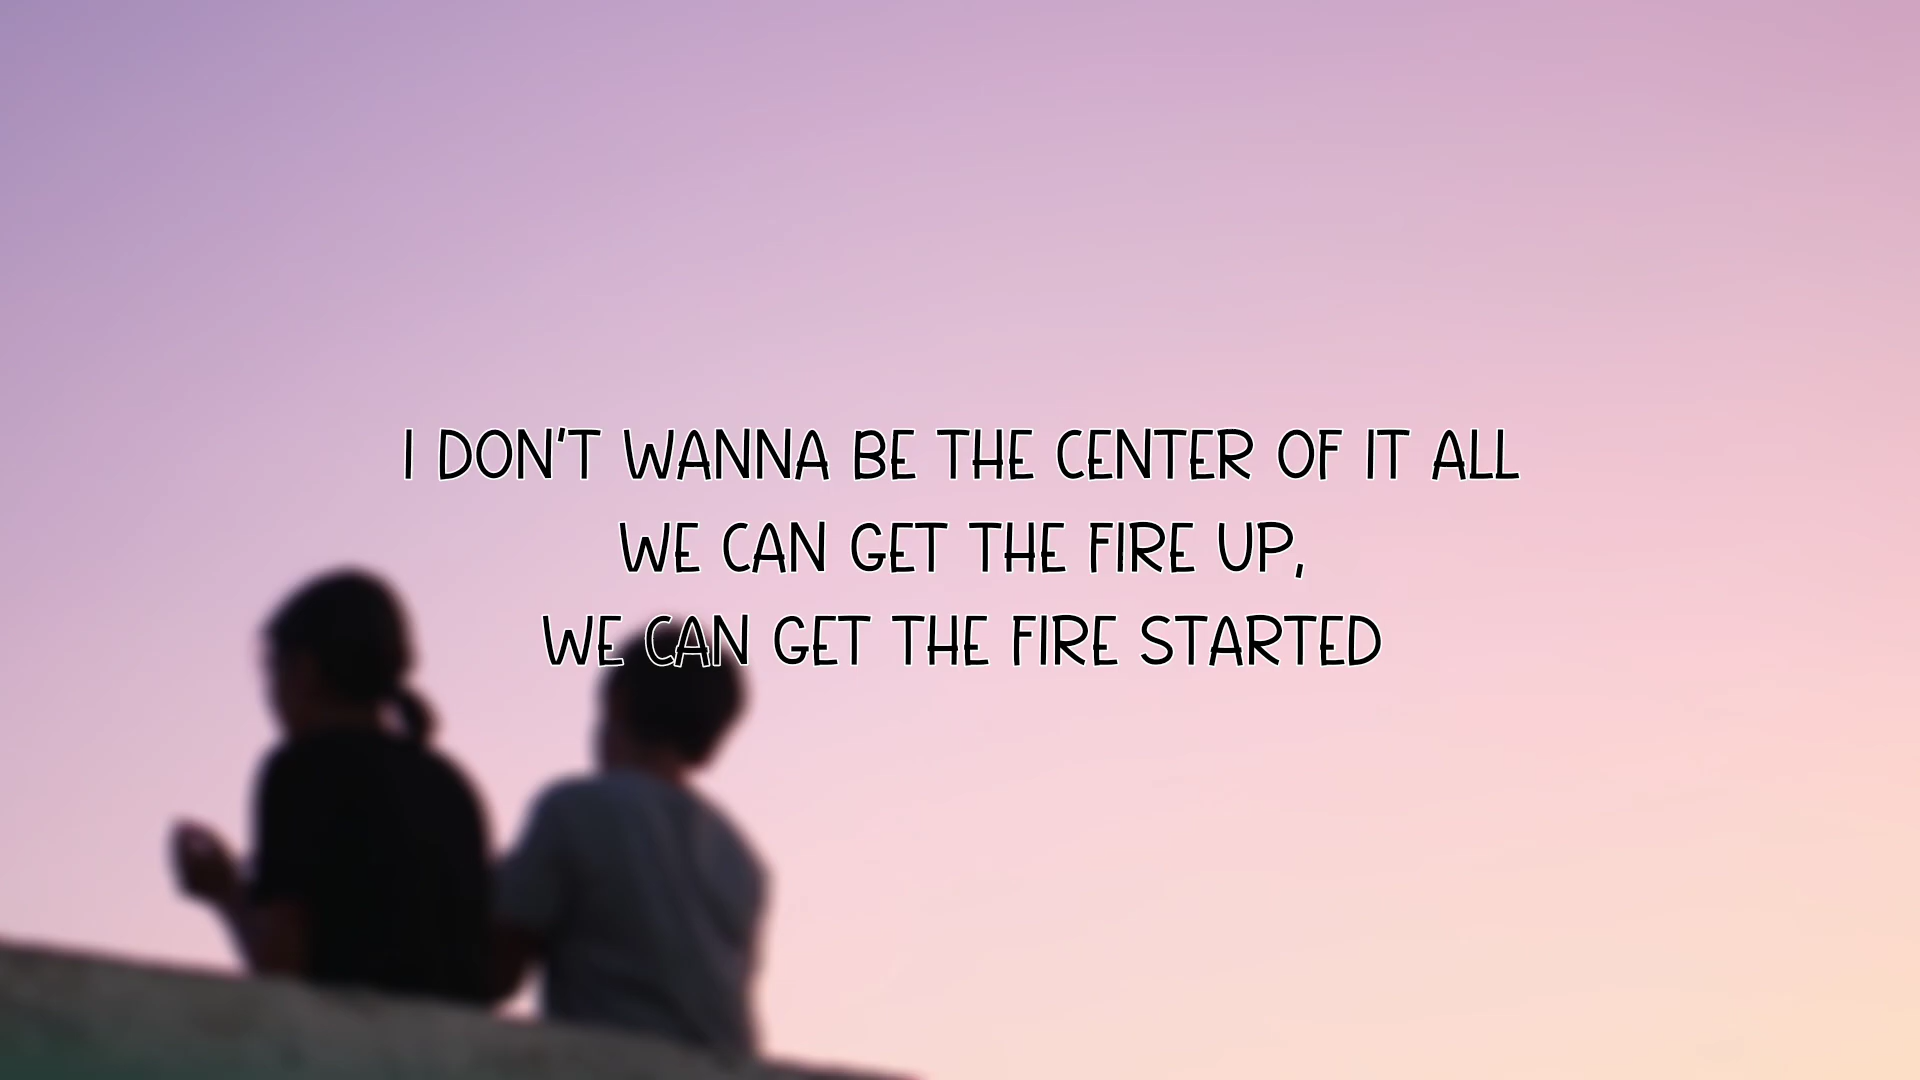 I DON'T WANNA BE THE CENTER OF IT ALL
WE CAN GET THE FIRE UP,
WE CAN GET THE FIRE STARTED